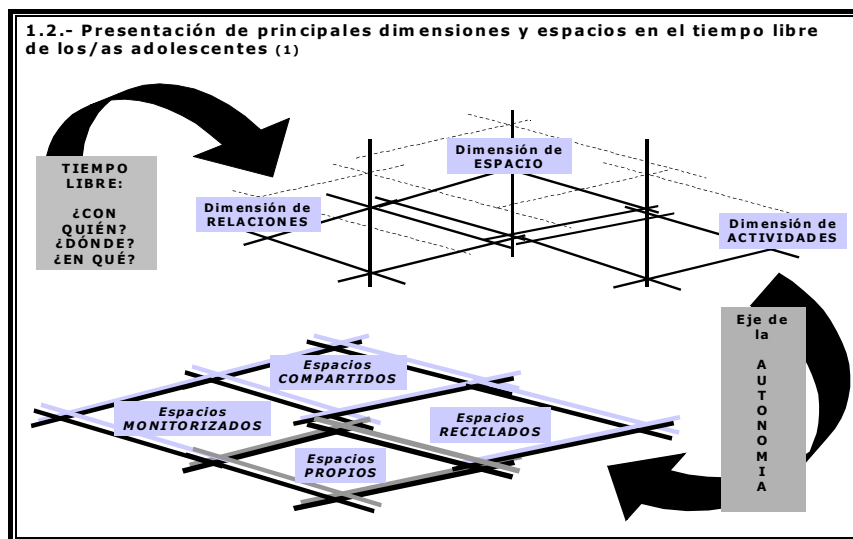 1.2.- Presentación de principales dimensiones y espacios en el tiempo libre
de los/as adolescentes (1)
TIEMPO
LIBRE:
¿CON
QUIÉN?
¿DÓNDE?
¿EN QUÉ?
Dimensión de
ESPACIO
Dimensión de
RELACIONES
Dimensión de
ACTIVIDADES
Eje de
la
A
U
T
O
N
O
M
I
A
Espacios
COMPARTIDOS
Espacios
MONITORIZADOS
Espacios
RECICLADOS
Espacios
PROPIOS